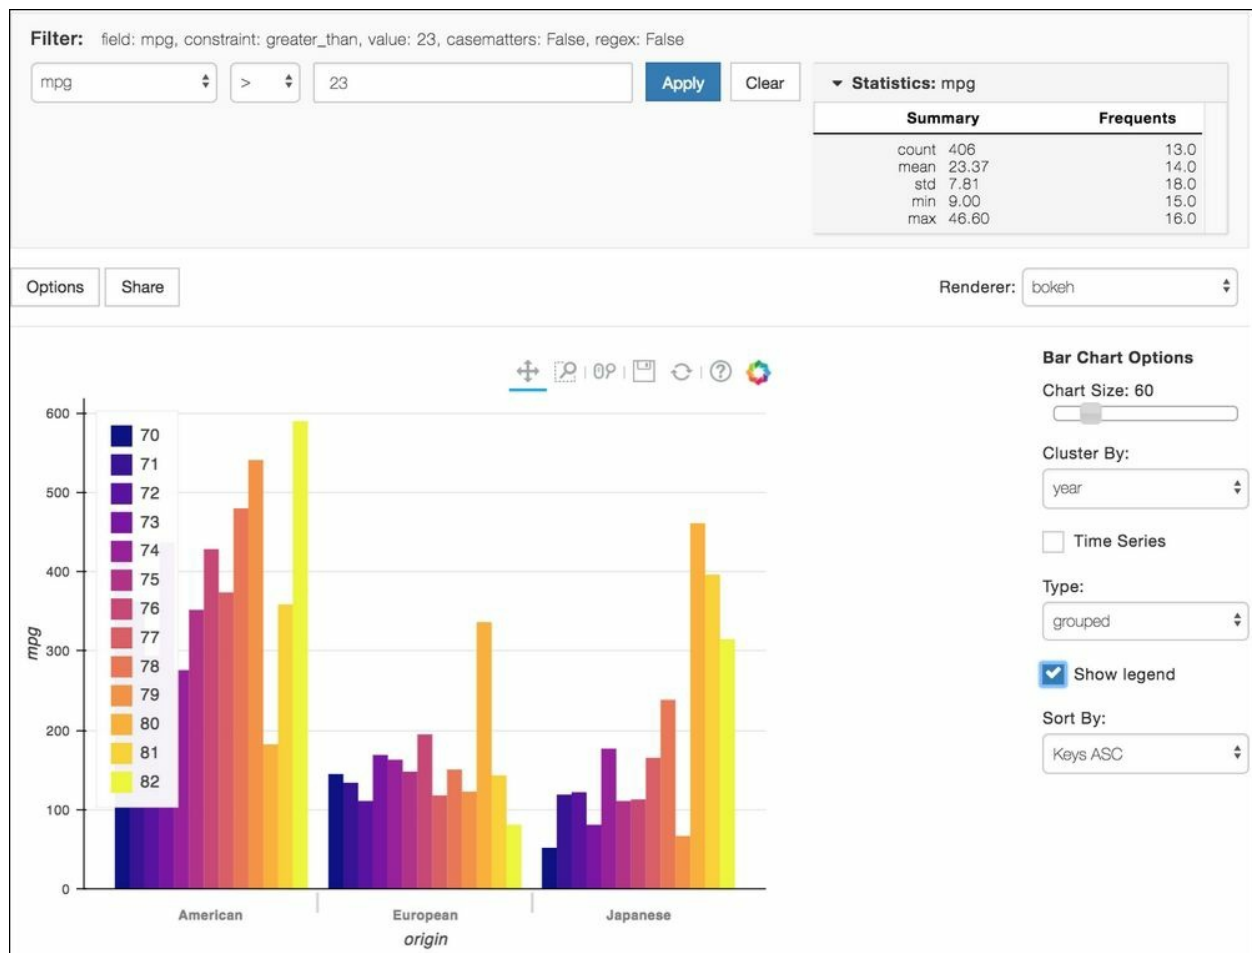 Filter: field: mpg, constraint: greater_than, value: 23, casematters: False, regex: False
mpg > 23 Apply Clear
Statistics: mpg
Summary Frequents
count 406 13.0
mean 23.37 14.0
std 7.81 18.0
min 9.00 15.0
max 46.60 16.0
Options Share Renderer: bokeh
Bar Chart Options
Chart Size: 60
Cluster By:
year
Time Series
Type:
grouped
Show legend
Sort By:
Keys ASC
600
500
400
300
200
100
0
mpg
70
71
72
73
74
75
76
77
78
79
80
81
82
American European Japanese
origin